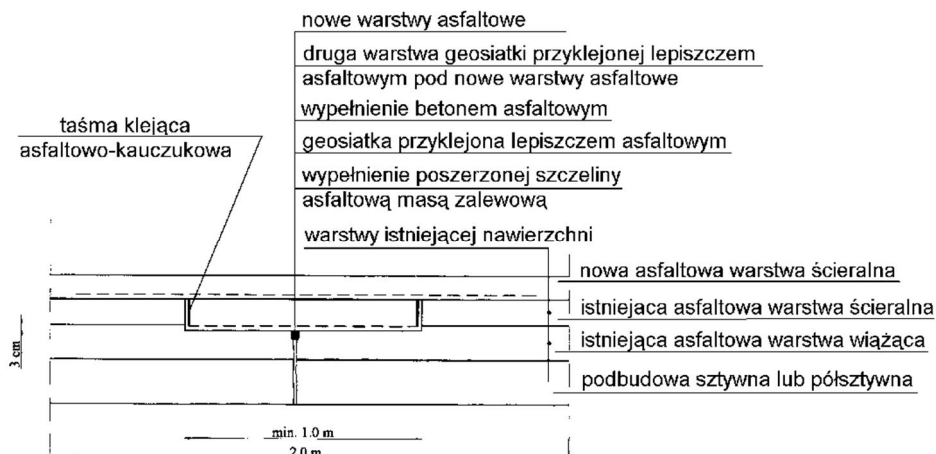 nowe warstwy asfaltowe
druga warstwa geosiatki przyklejonej lepiszczem
asfaltowym pod nowe warstwy asfaltowe
wypełnienie betonem asfaltowym
taśma klejąca
asfaltowo-kauczukowa
geosiatka przyklejona lepiszczem asfaltowym
wypełnienie poszerzonej szczeliny
asfaltową masą zalewową
warstwy istniejącej nawierzchni
nowa asfaltowa warstwa ścieralna
istniejaca asfaltowa warstwa ścieralna
istniejąca asfaltowa warstwa wiążąca
podbudowa sztywna lub półsztywna
3 cm
min. 1.0 m
2.0 m